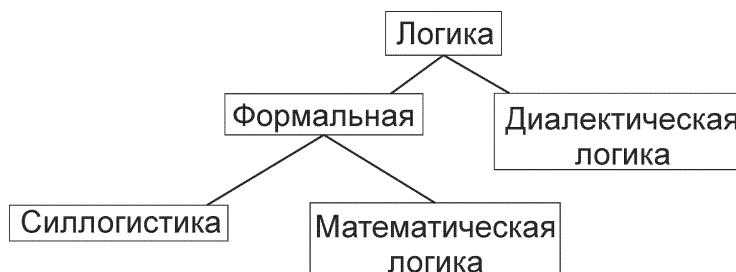 Логика
Формальная
Диалектическая
логика
Силлогистика
Математическая
логика